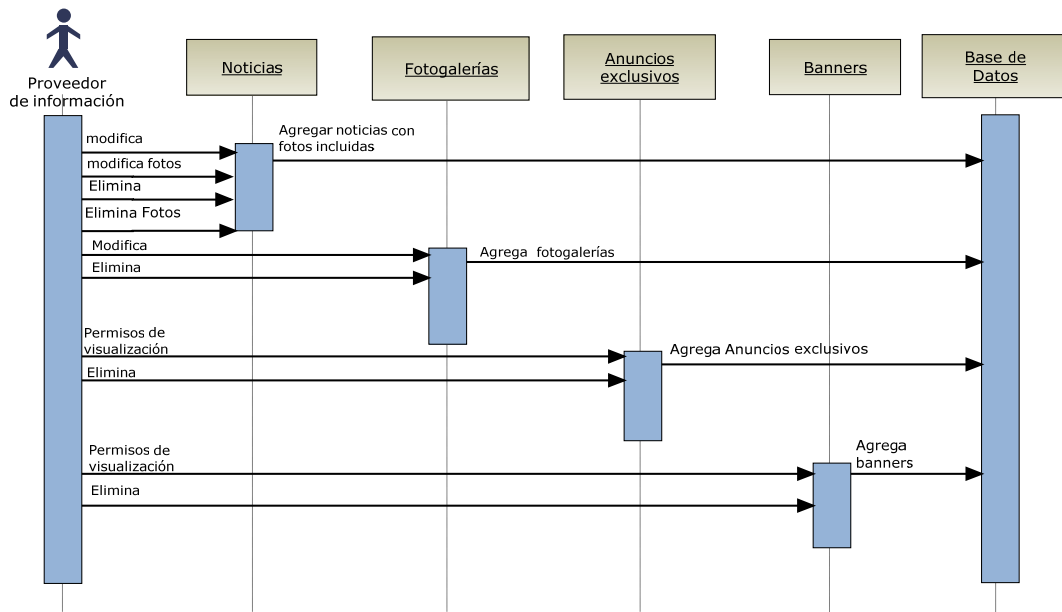 Proveedor
de información
Noticias
Fotogalerías
Anuncios
exclusivos
Banners
Base de
Datos
modifica
Agregar noticias con
fotos incluidas
modifica fotos
Elimina
Elimina Fotos
Modifica
Agrega fotogalerías
Elimina
Permisos de
visualización
Agrega Anuncios exclusivos
Elimina
Permisos de
visualización
Agrega
banners
Elimina